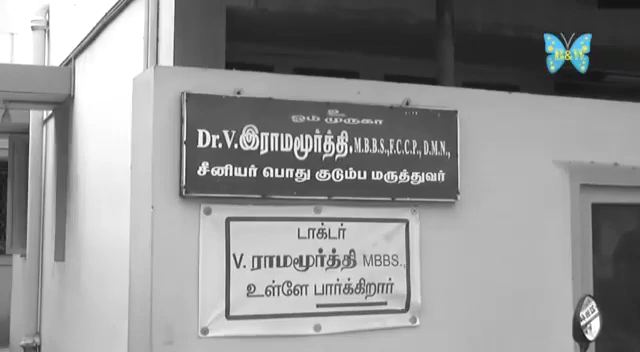 உ
ஓம் முருகா
Dr.V.இராமமூர்த்தி,M.B.B.S.,F.C.C.P., D.M.N.,
சீனியர் பொது குடும்ப மருத்துவர்
டாக்டர்
V. ராமமூர்த்தி MBBS.,
உள்ளே பார்க்கிறார்